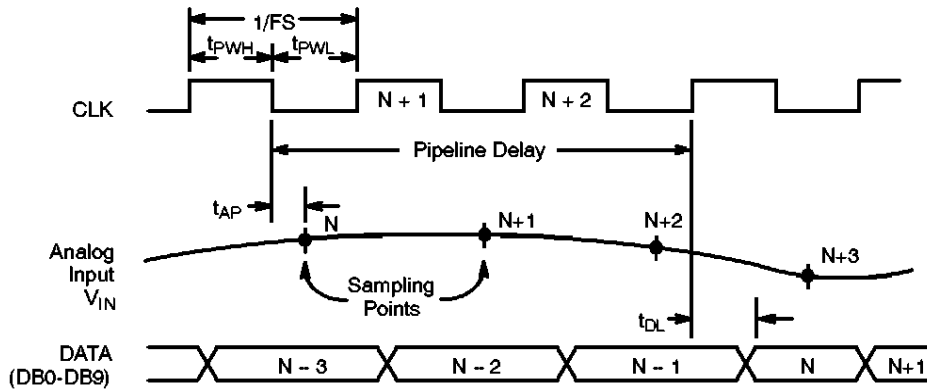 1/FS
tPWH tPWL
CLK
N + 1
N + 2
Pipeline Delay
tAP
N
N+1
N+2
N+3
Analog
Input
VIN
Sampling
Points
tDL
DATA
(DB0-DB9)
N - 3
N - 2
N - 1
N
N+1